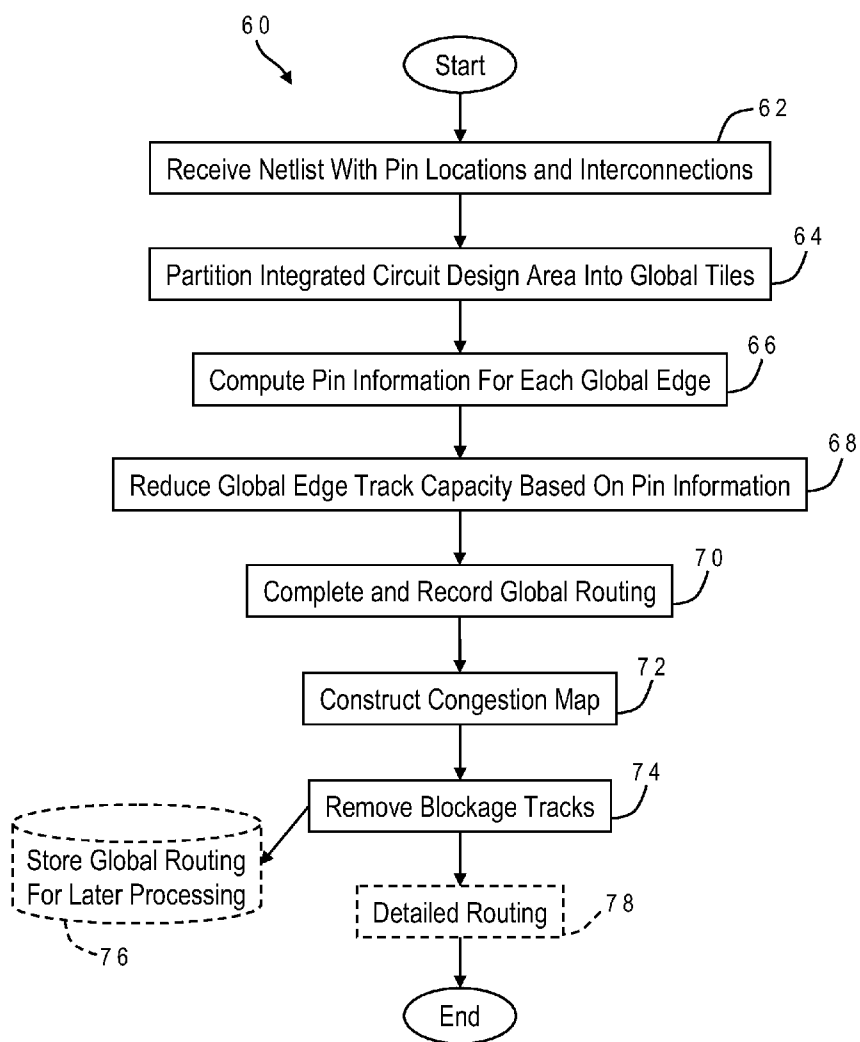 60
Start
62
Receive Netlist With Pin Locations and Interconnections
64
Partition Integrated Circuit Design Area Into Global Tiles
66
Compute Pin Information For Each Global Edge
68
Reduce Global Edge Track Capacity Based On Pin Information
70
Complete and Record Global Routing
72
Construct Congestion Map
74
Remove Blockage Tracks
Store Global Routing
For Later Processing
76
Detailed Routing
78
End